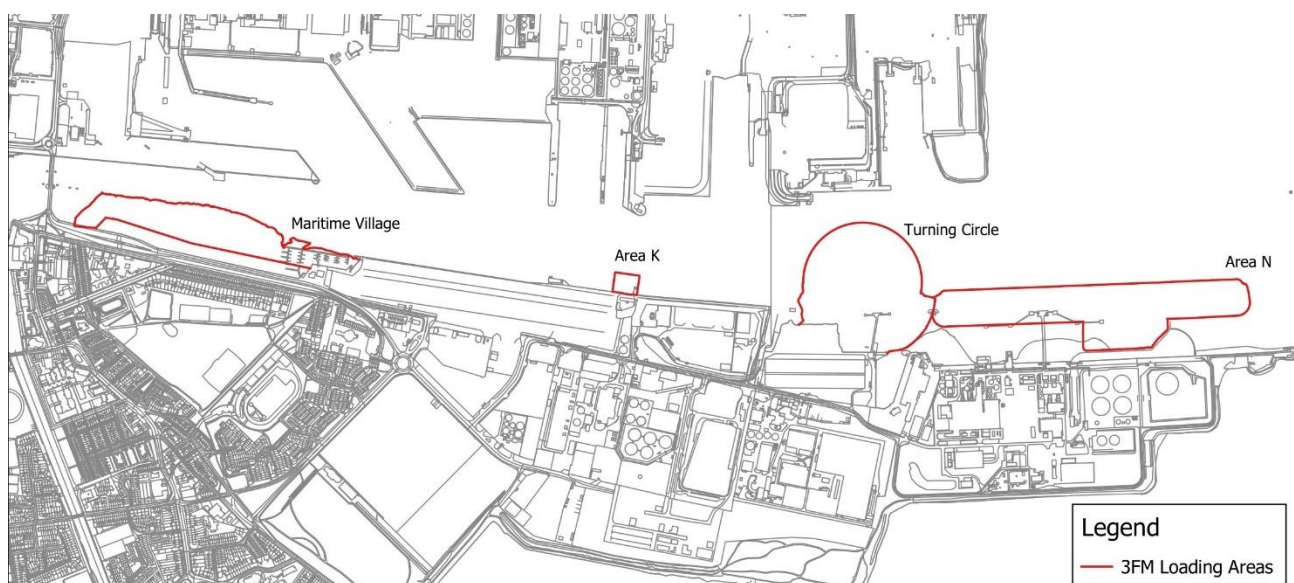 Maritime Village
Area K
Turning Circle
Area N
Legend
3FM Loading Areas